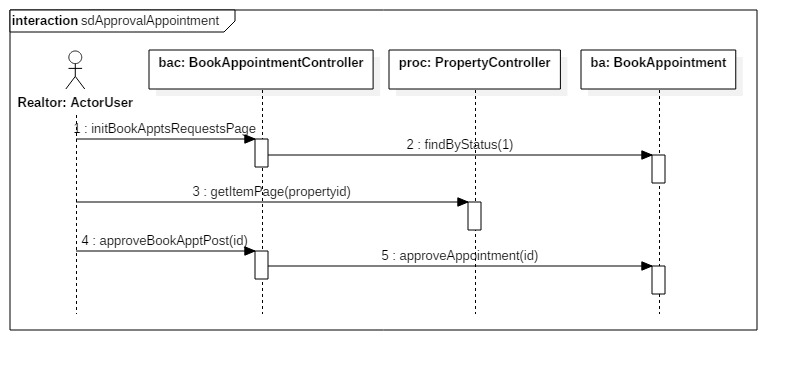 interaction sdApprovalAppointment
bac: BookAppointmentController
proc: PropertyController
ba: BookAppointment
Realtor: ActorUser
1 : initBookApptsRequestsPage
2 : findByStatus(1)
3 : getItemPage(propertyid)
4 : approveBookApptPost(id)
5 : approveAppointment(id)